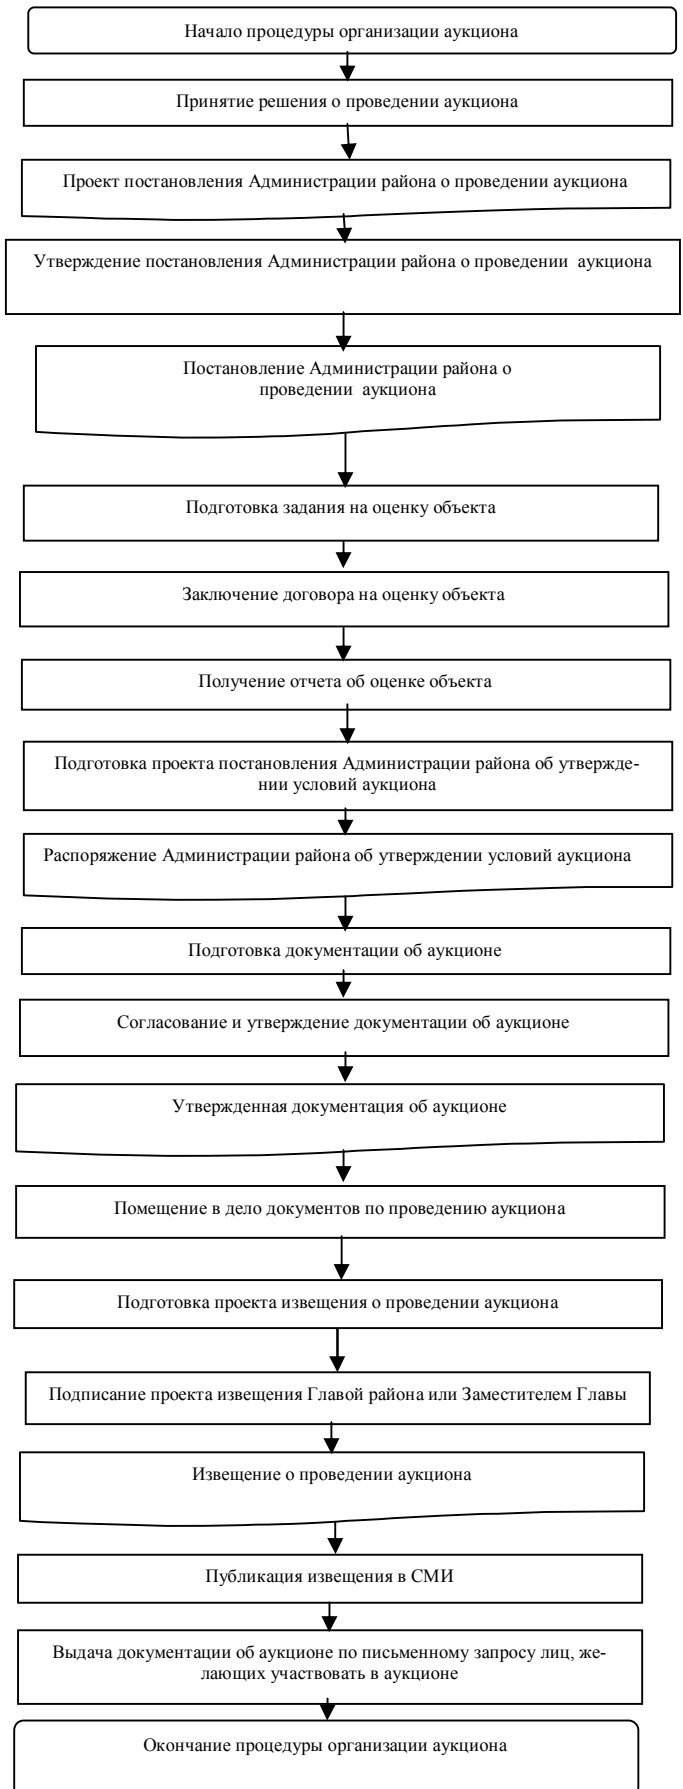 Начало процедуры организации аукциона
Принятие решения о проведении аукциона
Проект постановления Администрации района о проведении аукциона
Утверждение постановления Администрации района о проведении аукциона
Постановление Администрации района о
проведении аукциона
Подготовка задания на оценку объекта
Заключение договора на оценку объекта
Получение отчета об оценке объекта
Подготовка проекта постановления Администрации района об утвержде-
нии условий аукциона
Распоряжение Администрации района об утверждении условий аукциона
Подготовка документации об аукционе
Согласование и утверждение документации об аукционе
Утвержденная документация об аукционе
Помещение в дело документов по проведению аукциона
Подготовка проекта извещения о проведении аукциона
Подписание проекта извещения Главой района или Заместителем Главы
Извещение о проведении аукциона
Публикация извещения в СМИ
Выдача документации об аукционе по письменному запросу лиц, же-
лающих участвовать в аукционе
Окончание процедуры организации аукциона